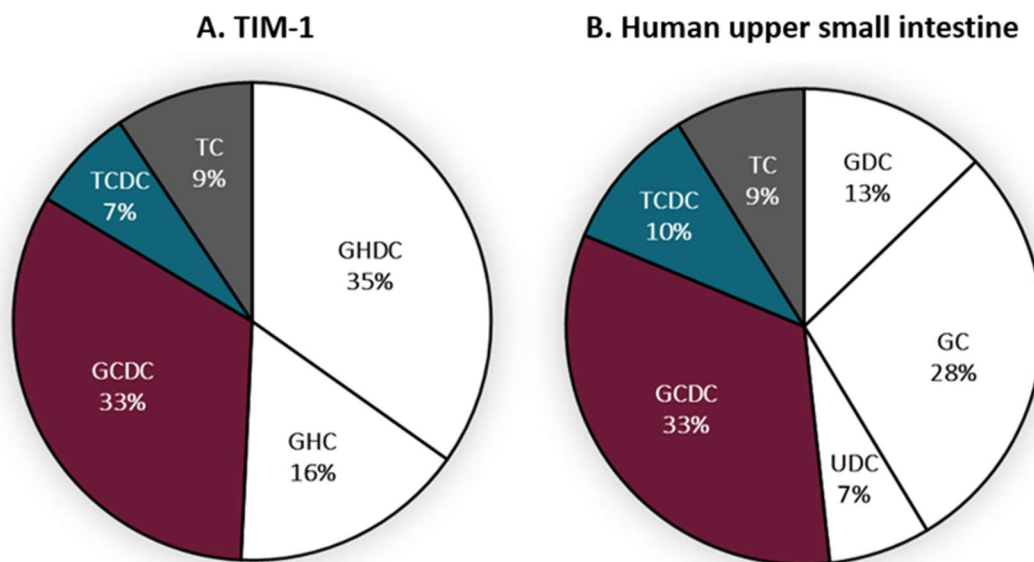 A. TIM-1
TC
9%
TCDC
7%
GHDC
35%
GCDC
33%
GHC
16%
B. Human upper small intestine
TC
9%
GDC
13%
TCDC
10%
GC
28%
GCDC
33%
UDC
7%